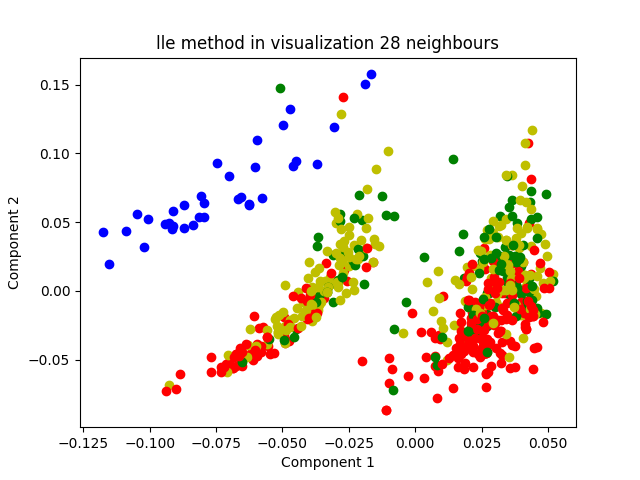 lle method in visualization 28 neighbours
0.15
0.10
0.05
0.00
−0.05
Component 2
−0.125 −0.100 −0.075 −0.050 −0.025 0.000 0.025 0.050
Component 1